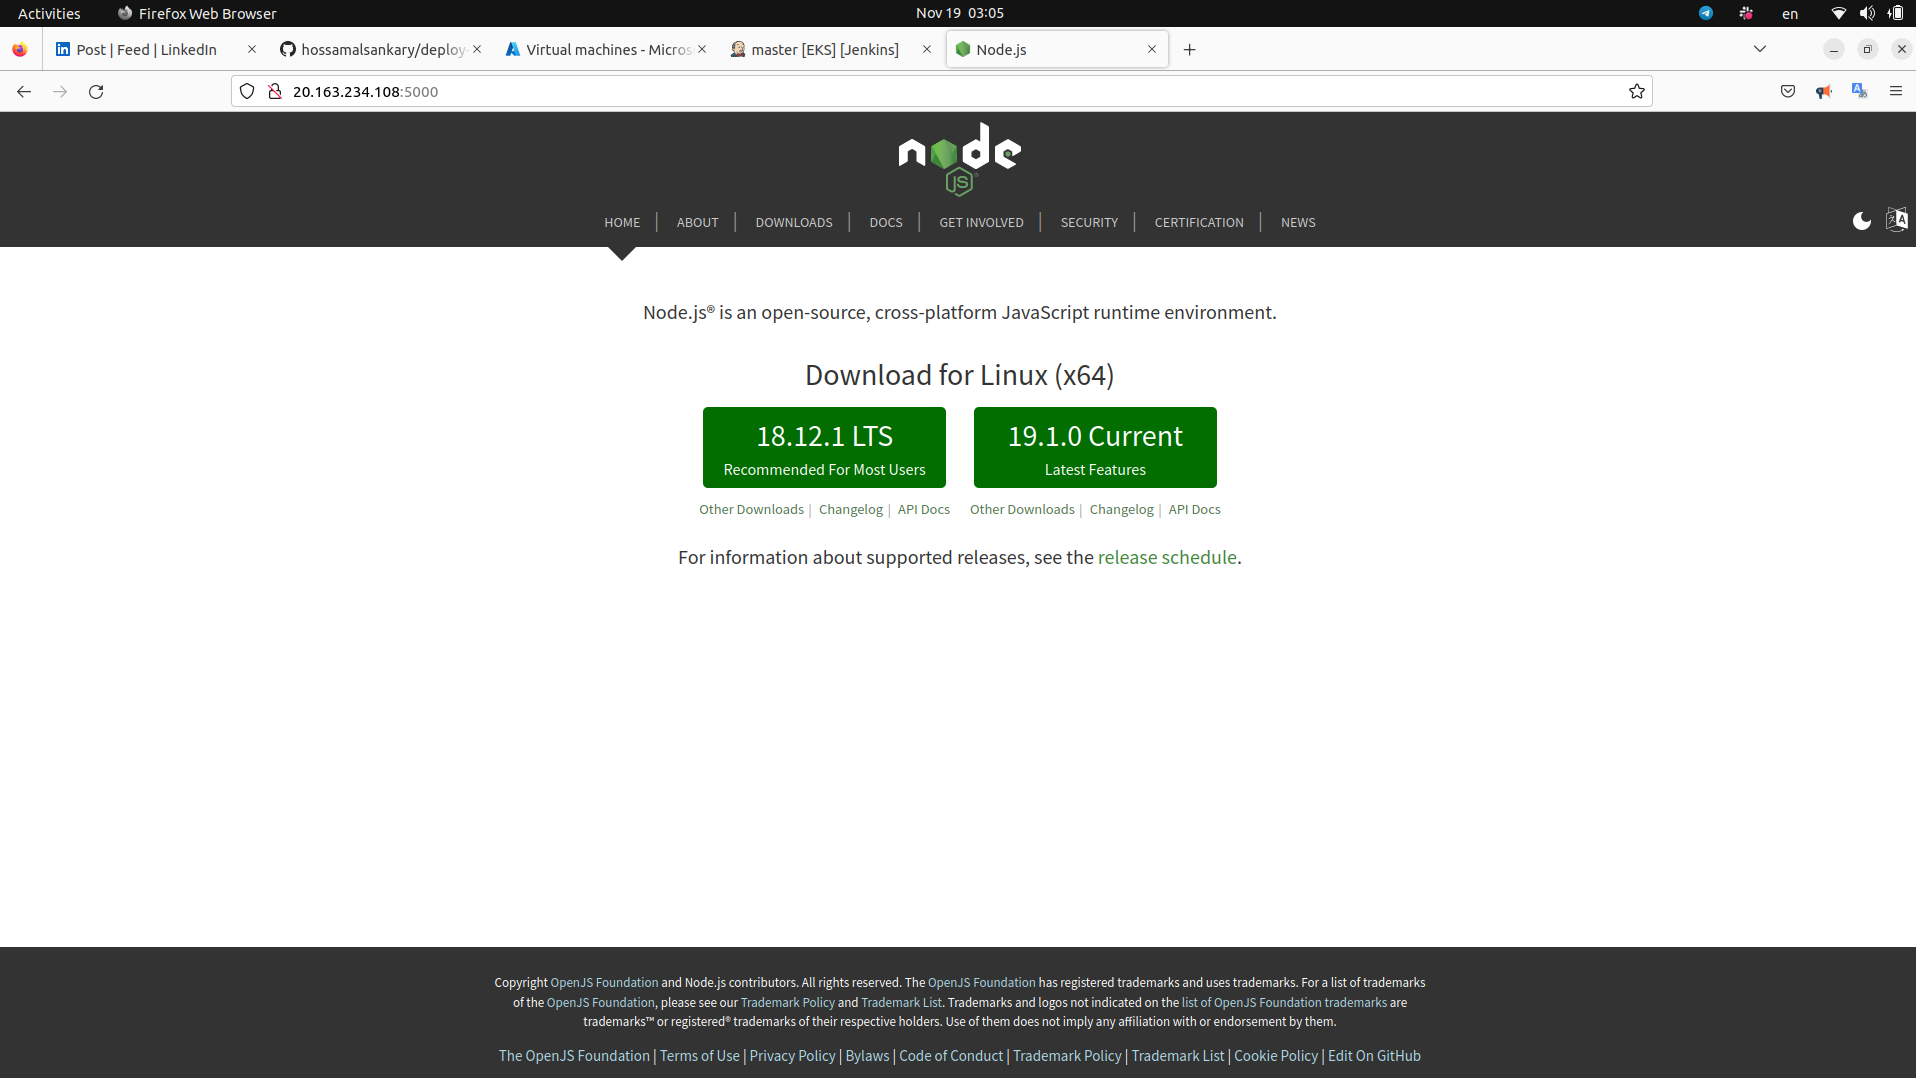 Activities Firefox Web Browser Nov 19 03:05 en
Post | Feed | LinkedIn hossamalsankary/deploy- Virtual machines - Micros master [EKS] [Jenkins] Node.js
20.163.234.108:5000
node
JS
HOME | ABOUT | DOWNLOADS | DOCS | GET INVOLVED | SECURITY | CERTIFICATION | NEWS
Node.js® is an open-source, cross-platform JavaScript runtime environment.
Download for Linux (x64)
18.12.1 LTS 19.1.0 Current
Recommended For Most Users Latest Features
Other Downloads | Changelog | API Docs Other Downloads | Changelog | API Docs
For information about supported releases, see the release schedule.
Copyright OpenJS Foundation and Node.js contributors. All rights reserved. The OpenJS Foundation has registered trademarks and uses trademarks. For a list of trademarks
of the OpenJS Foundation, please see our Trademark Policy and Trademark List. Trademarks and logos not indicated on the list of OpenJS Foundation trademarks are
trademarks™ or registered® trademarks of their respective holders. Use of them does not imply any affiliation with or endorsement by them.
The OpenJS Foundation | Terms of Use | Privacy Policy | Bylaws | Code of Conduct | Trademark Policy | Trademark List | Cookie Policy | Edit On GitHub